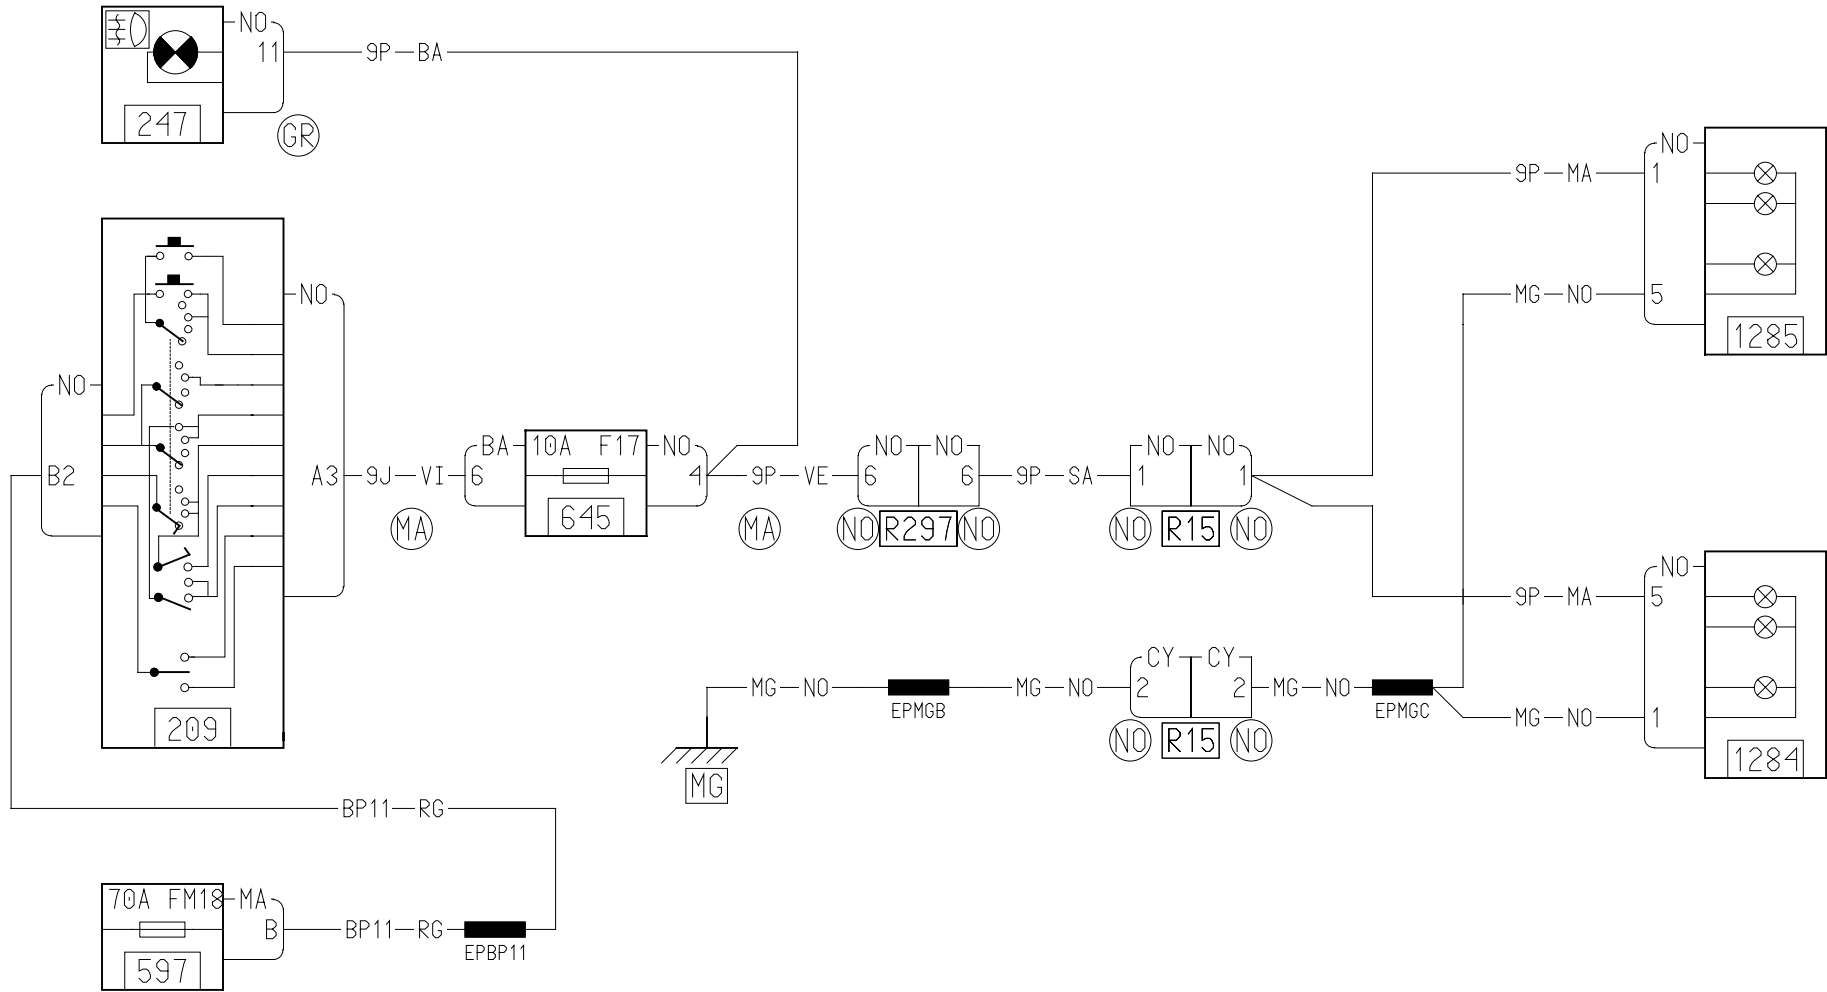 NO
11
9P BA
247
GR
NO
9P MA 1
MG NO 5
1285
NO
NO
B2
A3 9J VI
MA
BA 10A F17 NO
6 4
645
9P VE
MA
NO NO
6 6
NO R297 NO
9P SA
NO NO
1 1
NO R15 NO
NO
9P MA 5
MG NO 1
1284
209
MG NO
EPMGB
MG NO
CY CY
2 2
NO R15 NO
MG NO
EPMGC
MG
BP11 RG
70A FM18 MA
B BP11 RG
EPBP11
597